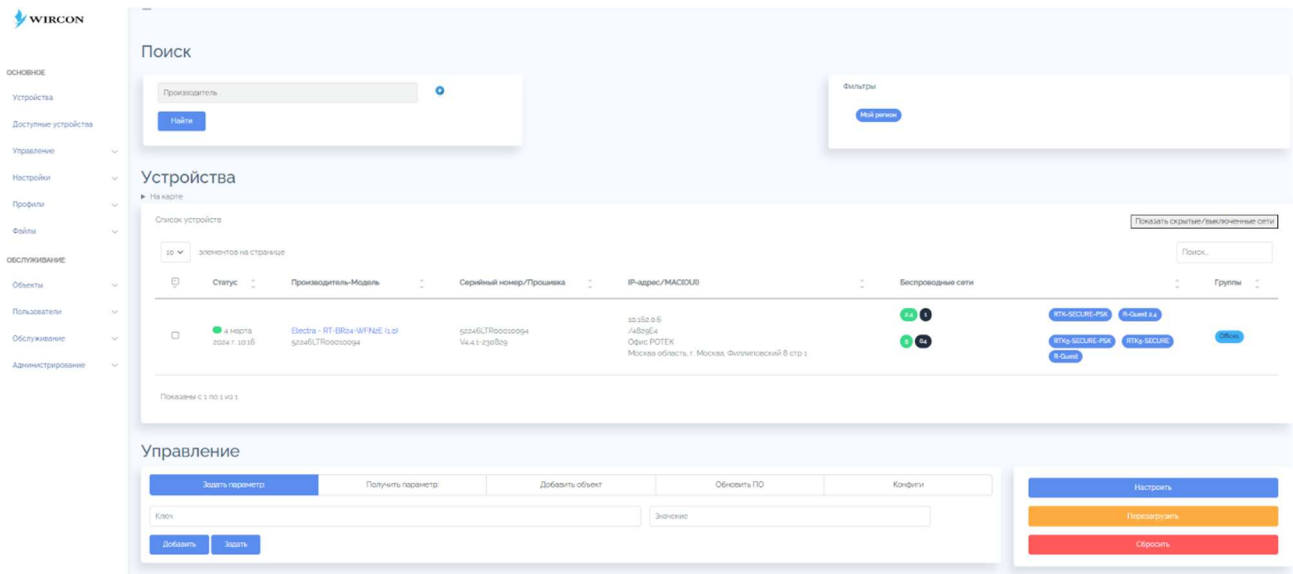 WIRCON
ОСНОВНОЕ
Устройства
Доступные устройства
Управление
Настройки
Профили
Файлы
ОБСЛУЖИВАНИЕ
Объекты
Пользователи
Обслуживание
Администрирование
Поиск
Производитель
Найти
Фильтры
Мой регион
Устройства
На карте
Список устройств
Показать скрытые/выключенные сети
10 элементов на странице
Поиск...
Статус Производитель-Модель Серийный номер/Прошивка IP-адрес/MAC(OUI) Беспроводные сети Группы
4 марта 2024 г. 10:16
Electra - RT-BR24-WFN2E (1.0)
52246LTR00010094
52246LTR00010094
V4.4.1-230829
10.162.0.6
/4829E4
Офис РОТЕК
Москва область, г. Москва, Филипповский 8 стр 1
2.4 1 RTK-SECURE-PSK R-Guest 2.4
5 64 RTK5-SECURE-PSK RTK5-SECURE
R-Guest
Offices
Показаны с 1 по 1 из 1
Управление
Задать параметр: Получить параметр: Добавить объект Обновить ПО Конфиги
Ключ Значение
Добавить Задать
Настроить
Перезагрузить
Сбросить